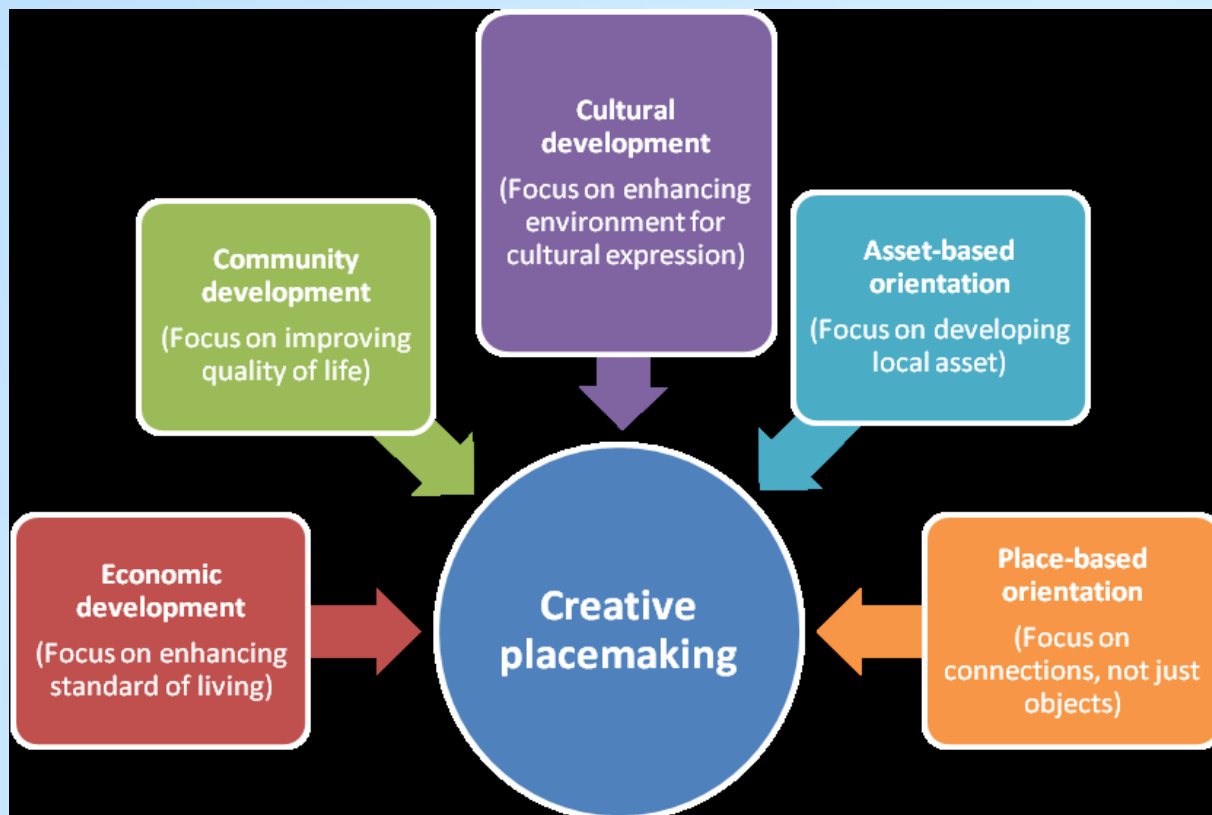 Cultural
development
(Focus on enhancing
environment for
cultural expression)
Community
development
(Focus on improving
quality of life)
Asset-based
orientation
(Focus on developing
local asset)
Economic
development
(Focus on enhancing
standard of living)
Creative
placemaking
Place-based
orientation
(Focus on
connections, not just
objects)